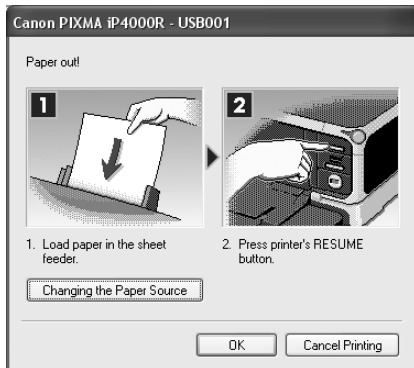 Canon PIXMA iP4000R - USB001
Paper out!
1
2
1. Load paper in the sheet
feeder.
2. Press printer's RESUME
button.
Changing the Paper Source
OK
Cancel Printing